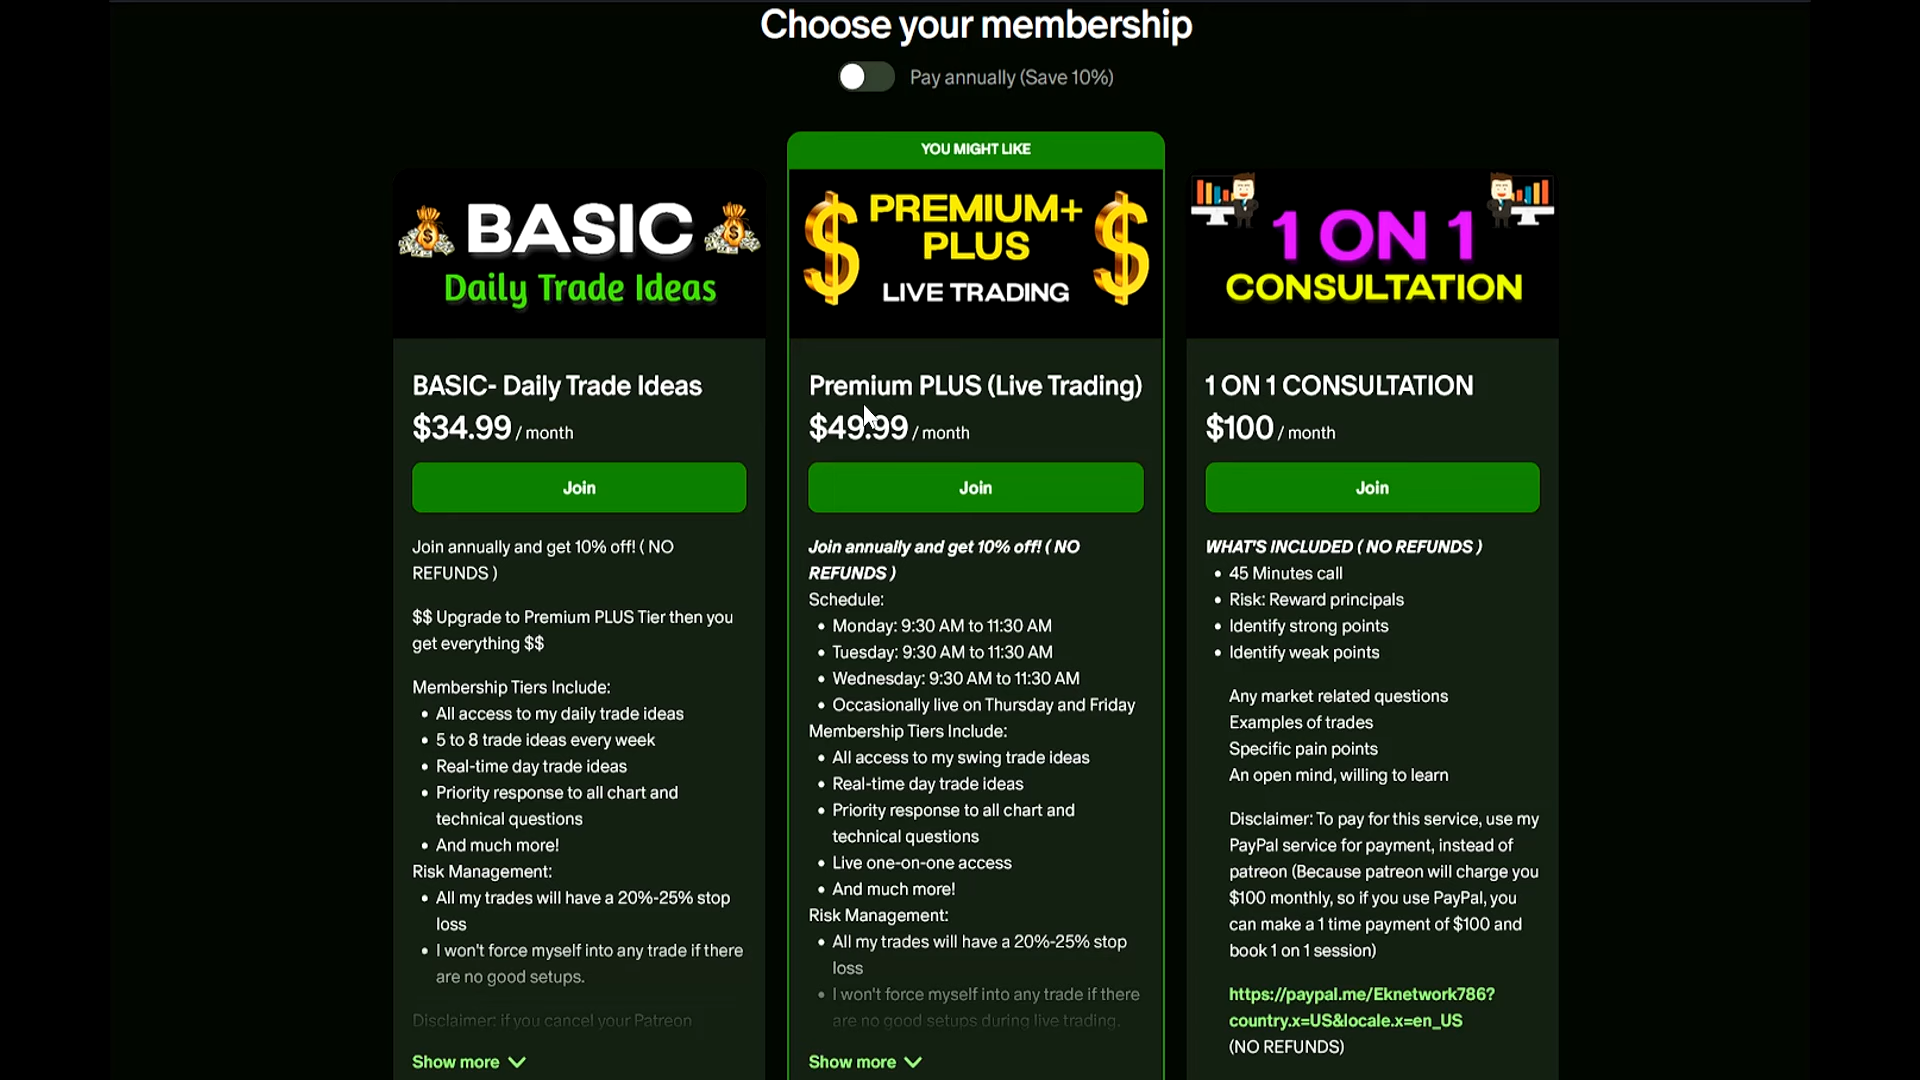 Choose your membership
Pay annually (Save 10%)
BASIC
Daily Trade Ideas
BASIC- Daily Trade Ideas
$34.99 / month
Join
Join annually and get 10% off! ( NO
REFUNDS )
$$ Upgrade to Premium PLUS Tier then you
get everything $$
Membership Tiers Include:
• All access to my daily trade ideas
• 5 to 8 trade ideas every week
• Real-time day trade ideas
• Priority response to all chart and
technical questions
• And much more!
Risk Management:
• All my trades will have a 20%-25% stop
loss
• I won't force myself into any trade if there
are no good setups.
Disclaimer: if you cancel your Patreon
Show more
YOU MIGHT LIKE
$ PREMIUM+ $
PLUS
LIVE TRADING
Premium PLUS (Live Trading)
$49.99 / month
Join
Join annually and get 10% off! ( NO
REFUNDS )
Schedule:
• Monday: 9:30 AM to 11:30 AM
• Tuesday: 9:30 AM to 11:30 AM
• Wednesday: 9:30 AM to 11:30 AM
• Occasionally live on Thursday and Friday
Membership Tiers Include:
• All access to my swing trade ideas
• Real-time day trade ideas
• Priority response to all chart and
technical questions
• Live one-on-one access
• And much more!
Risk Management:
• All my trades will have a 20%-25% stop
loss
• I won't force myself into any trade if there
are no good setups during live trading.
Show more
1 ON 1
CONSULTATION
1 ON 1 CONSULTATION
$100 / month
Join
WHAT'S INCLUDED ( NO REFUNDS )
• 45 Minutes call
• Risk: Reward principals
• Identify strong points
• Identify weak points
Any market related questions
Examples of trades
Specific pain points
An open mind, willing to learn
Disclaimer: To pay for this service, use my
PayPal service for payment, instead of
patreon (Because patreon will charge you
$100 monthly, so if you use PayPal, you
can make a 1 time payment of $100 and
book 1 on 1 session)
https://paypal.me/Eknetwork786?
country.x=US&locale.x=en_US
(NO REFUNDS)